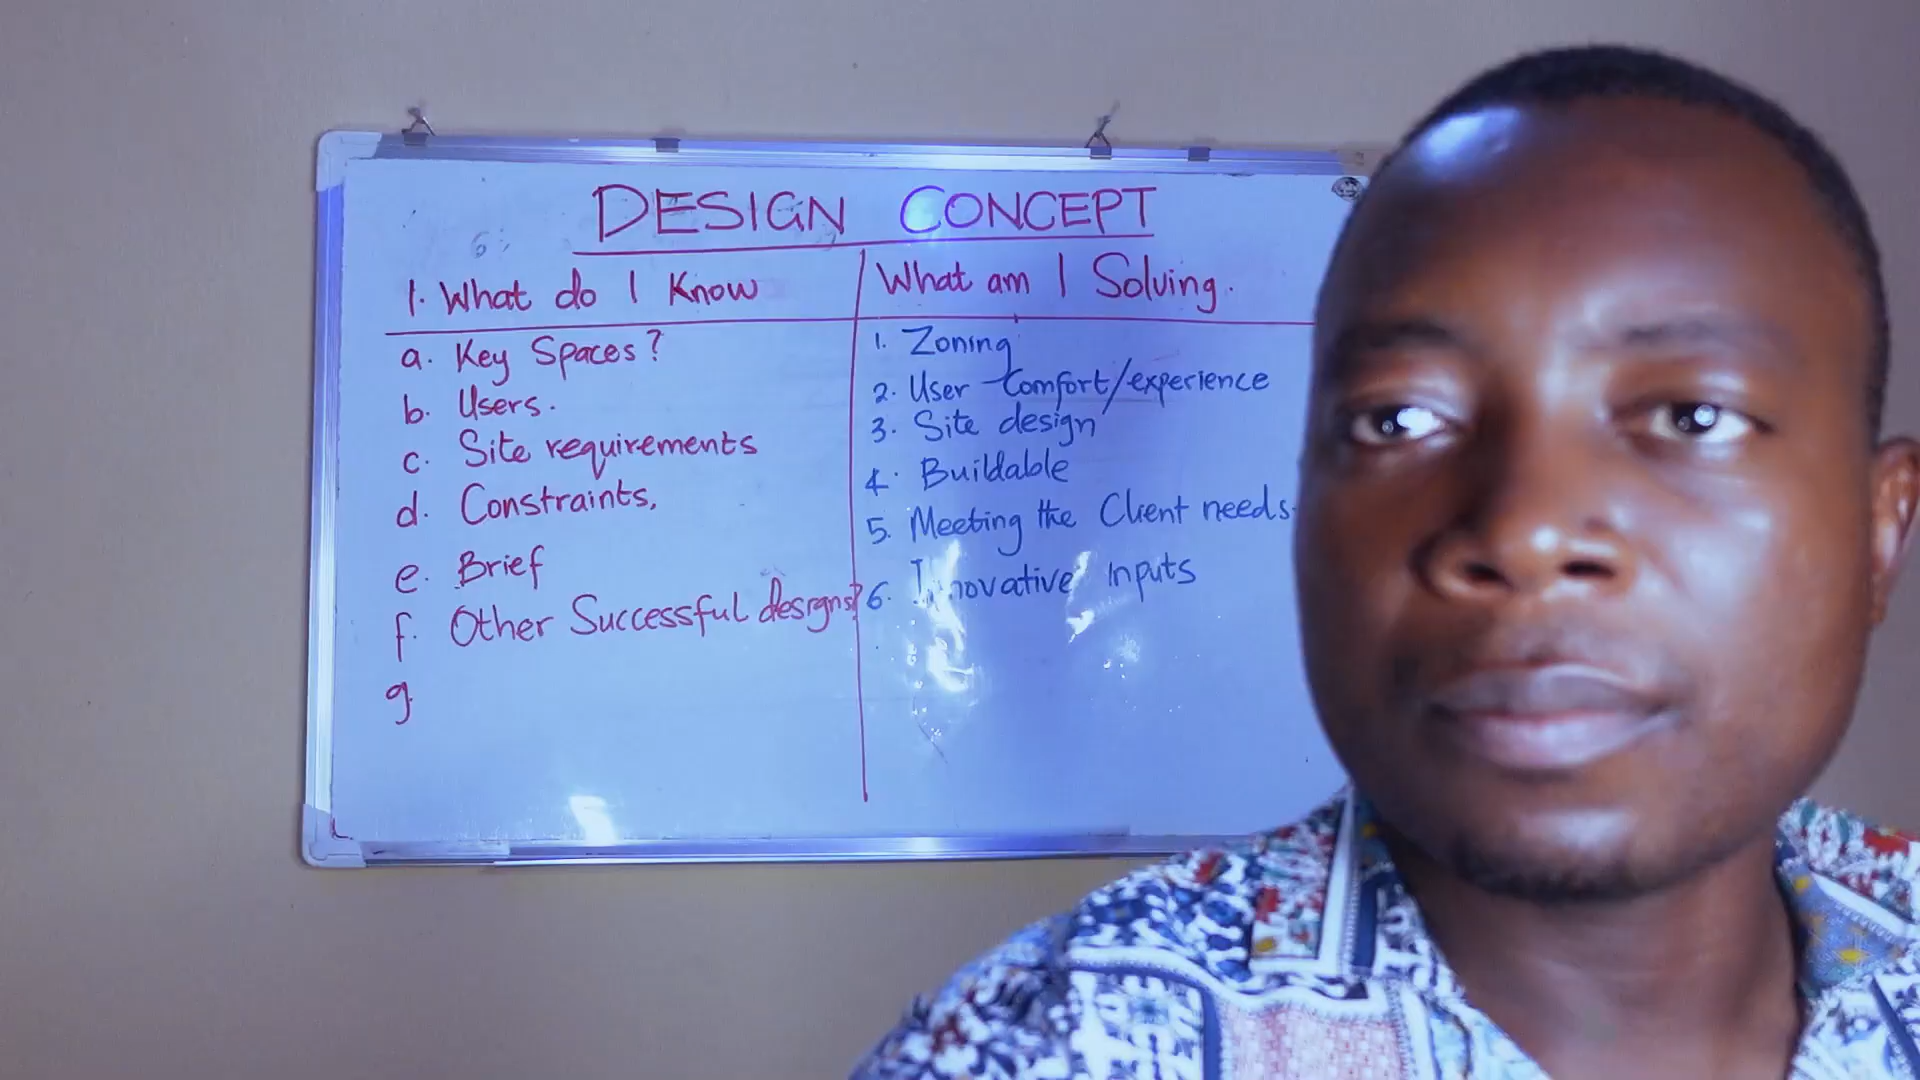 DESIGN CONCEPT
1. What do I Know
a. Key Spaces?
b. Users.
c. Site requirements
d. Constraints,
e. Brief
f. Other Successful designs?
g.
What am I Solving.
1. Zoning
2. User Comfort/experience
3. Site design
4. Buildable
5. Meeting the Client needs.
6. Innovative Inputs